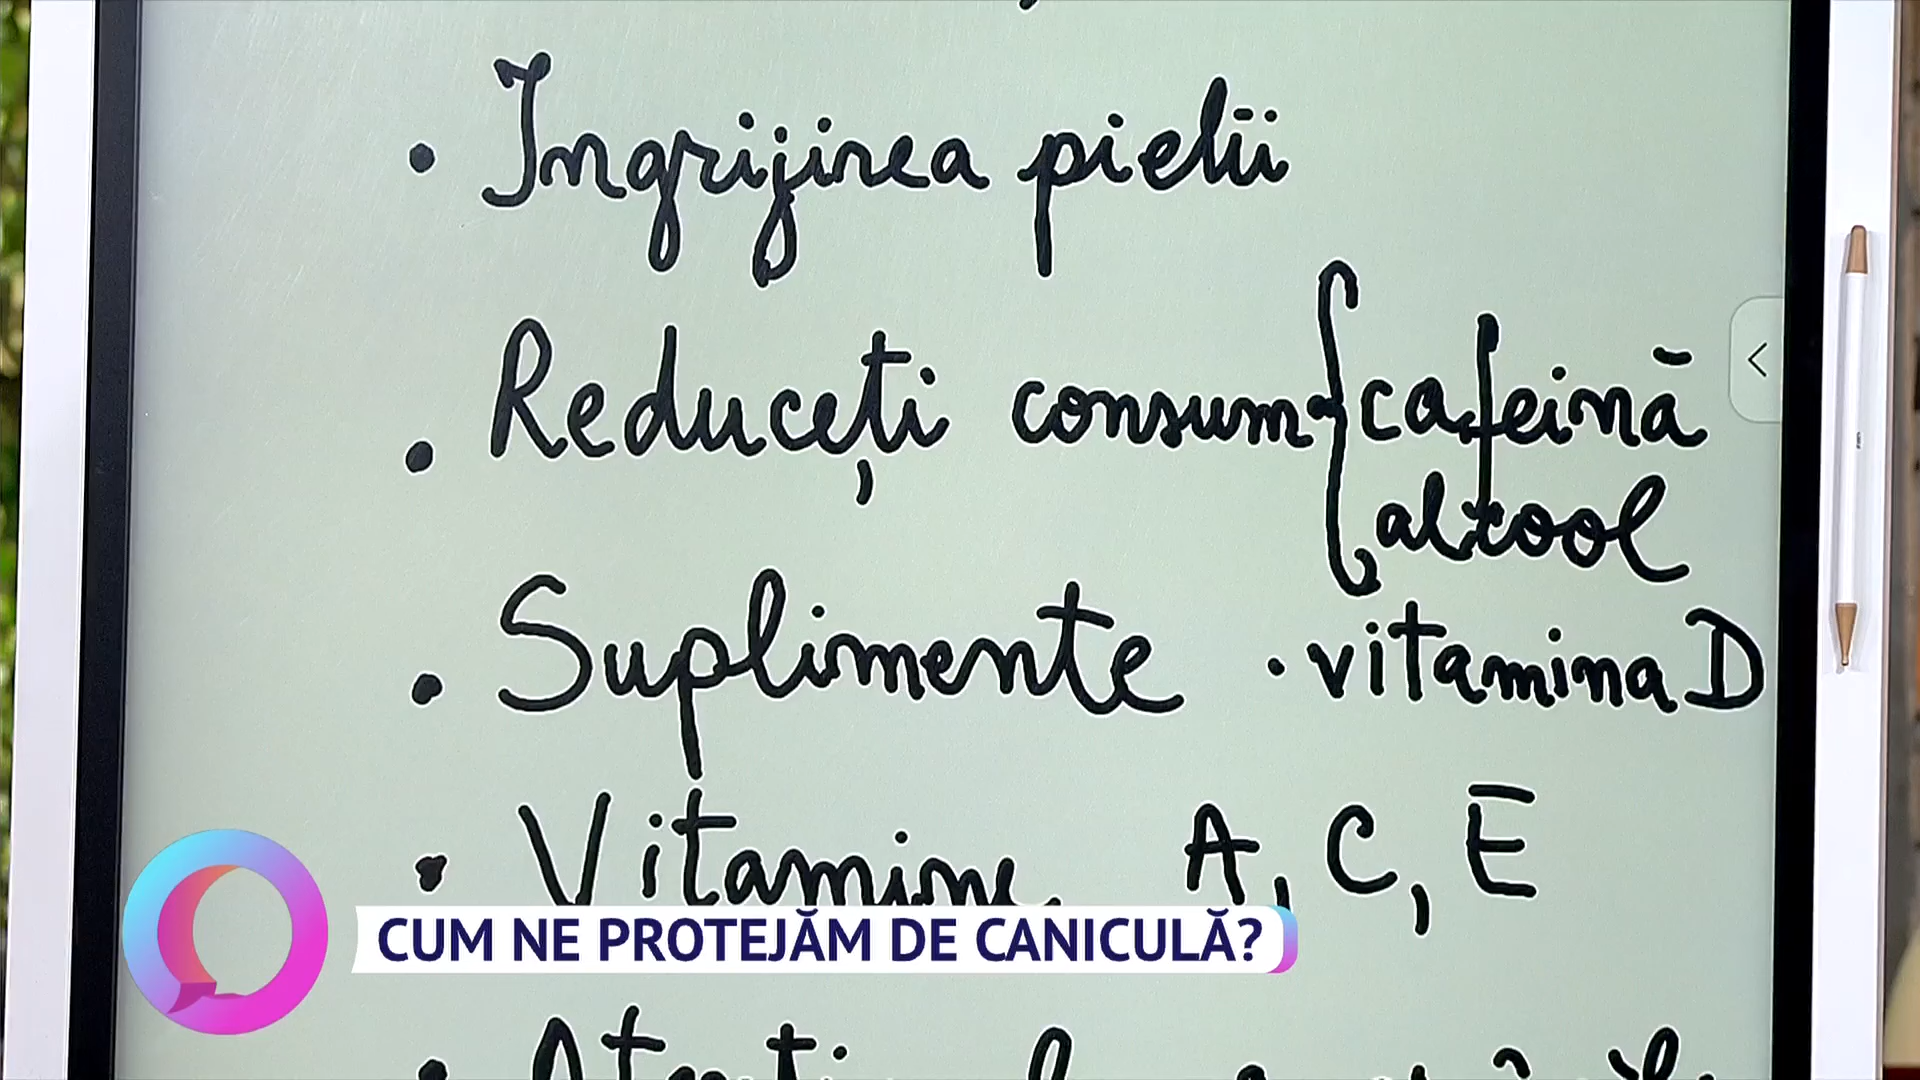 • Ingrijirea pielii
• Reduceți consum { cafeină
alcool
• Suplimente • vitamina D
• Vitamine A, C, E
CUM NE PROTEJĂM DE CANICULĂ?